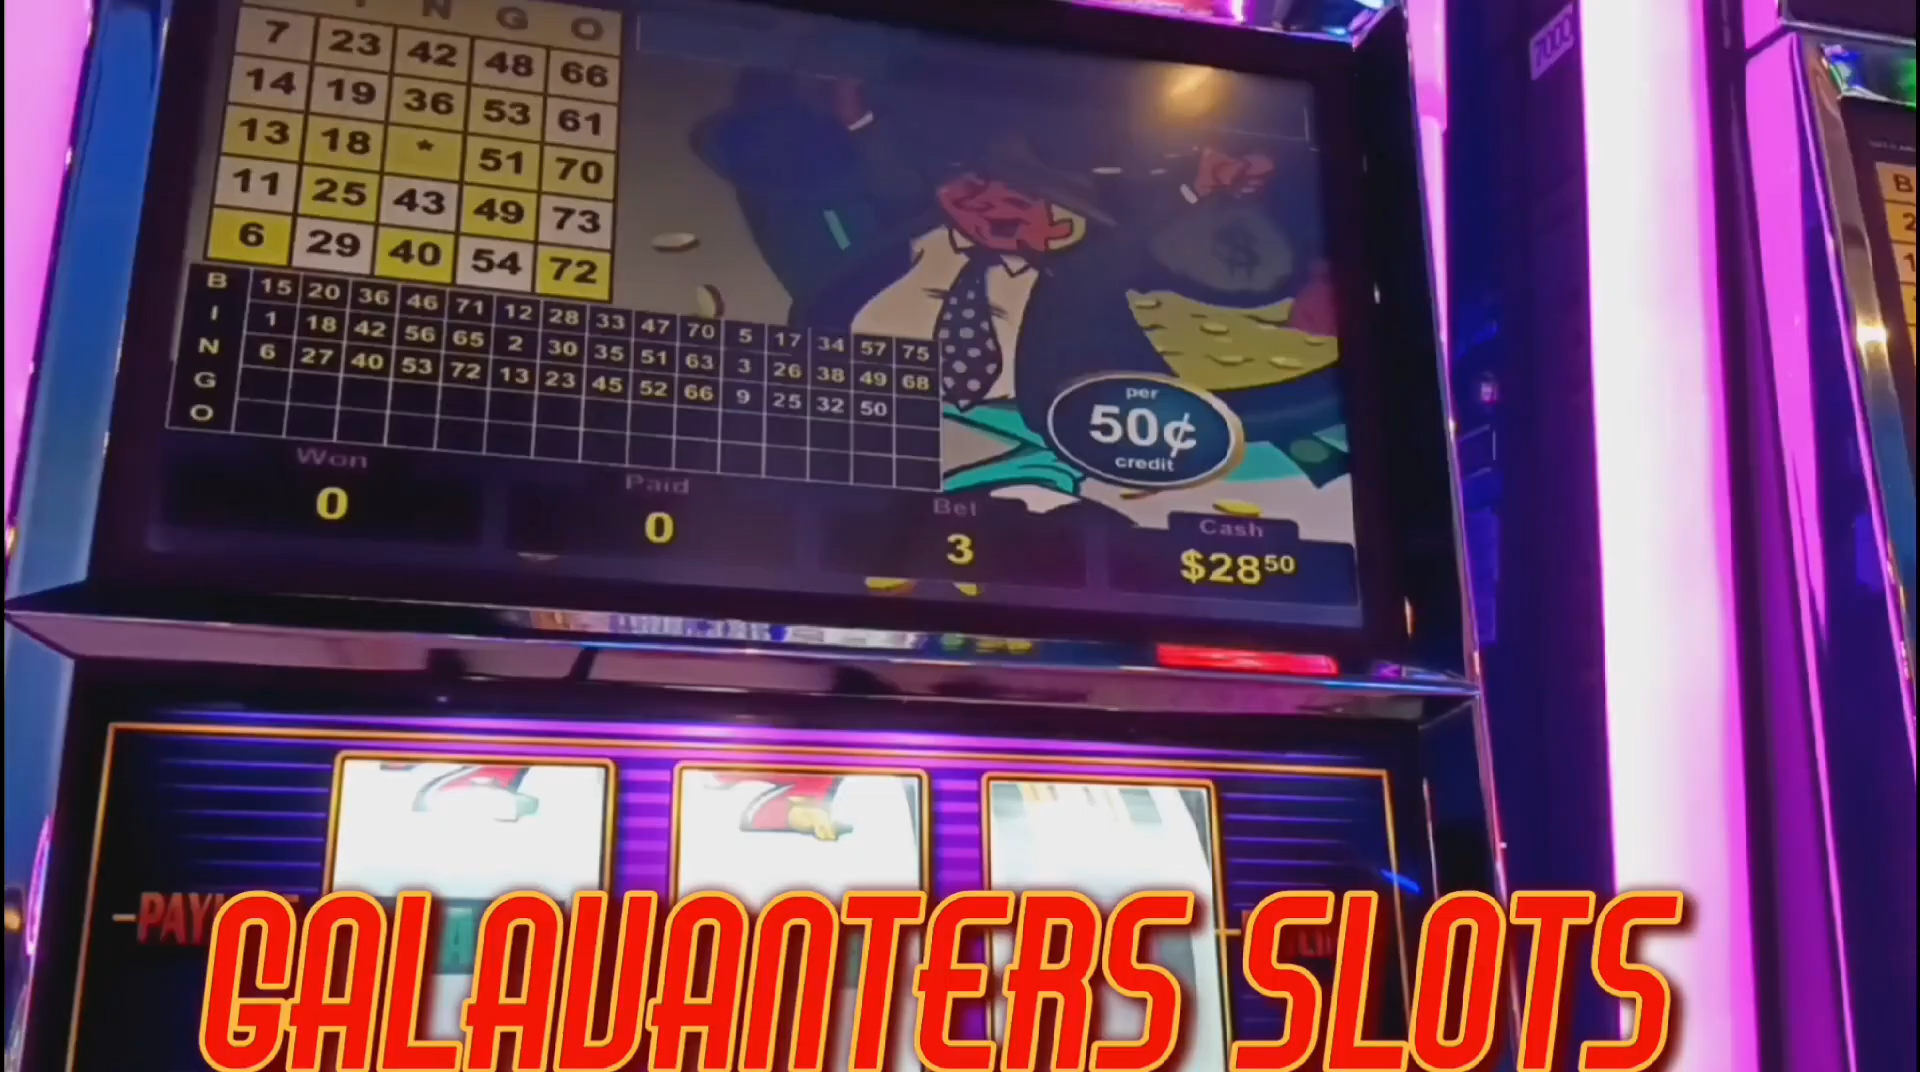 I N G O
7 23 42 48 66
14 19 36 53 61
13 18 * 51 70
11 25 43 49 73
6 29 40 54 72
B 15 20 36 46 71 12 28 33 47 70 5 17 34 57 75
I 1 18 42 56 65 2 30 35 51 63 3 26 38 49 68
N 6 27 40 53 72 13 23 45 52 66 9 25 32 50
G
O
$
per
50¢
credit
Won
0
Paid
0
Bet
3
Cash
$28⁵⁰
7000
B
GALAVANTERS SLOTS